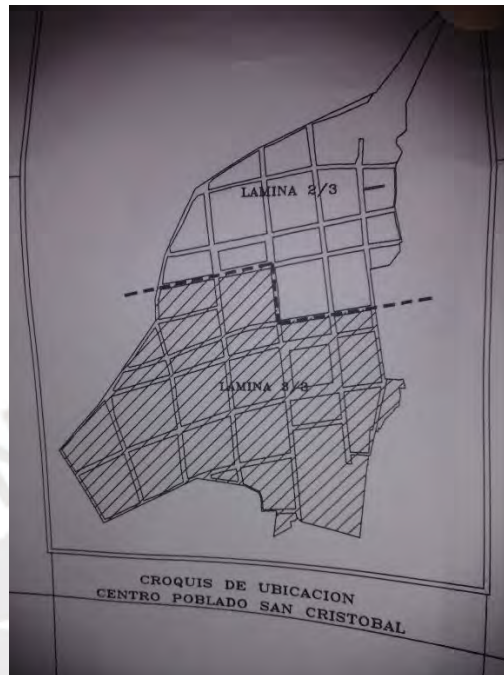 LAMINA 2/3
LAMINA 3/3
CROQUIS DE UBICACION
CENTRO POBLADO SAN CRISTOBAL